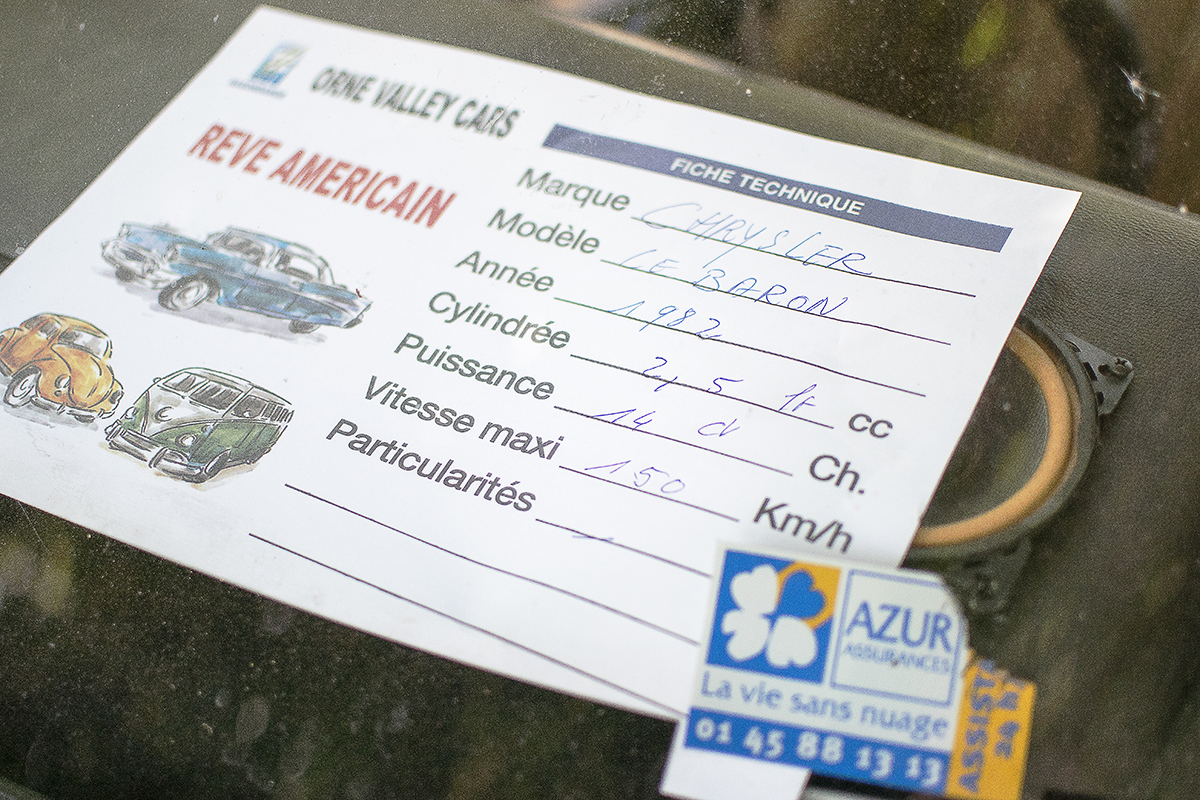 ORNE VALLEY CARS
REVE AMERICAIN
FICHE TECHNIQUE
Marque CHRYSLER
Modèle LE BARON
Année 1982
Cylindrée 2,5 lt cc
Puissance 14 cv Ch.
Vitesse maxi 150 Km/h
Particularités
AZUR
ASSURANCES
La vie sans nuage
01 45 88 13 13
24 H